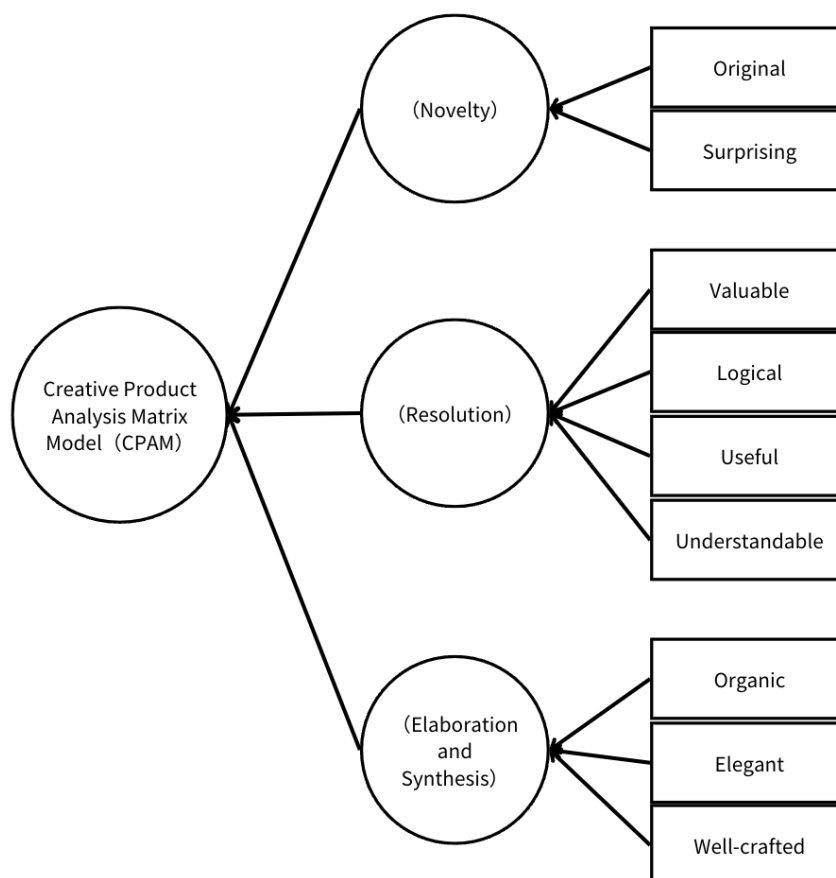 （Novelty）
Original
Surprising
Creative Product
Analysis Matrix
Model（CPAM）
（Resolution）
Valuable
Logical
Useful
Understandable
（Elaboration
and
Synthesis）
Organic
Elegant
Well-crafted